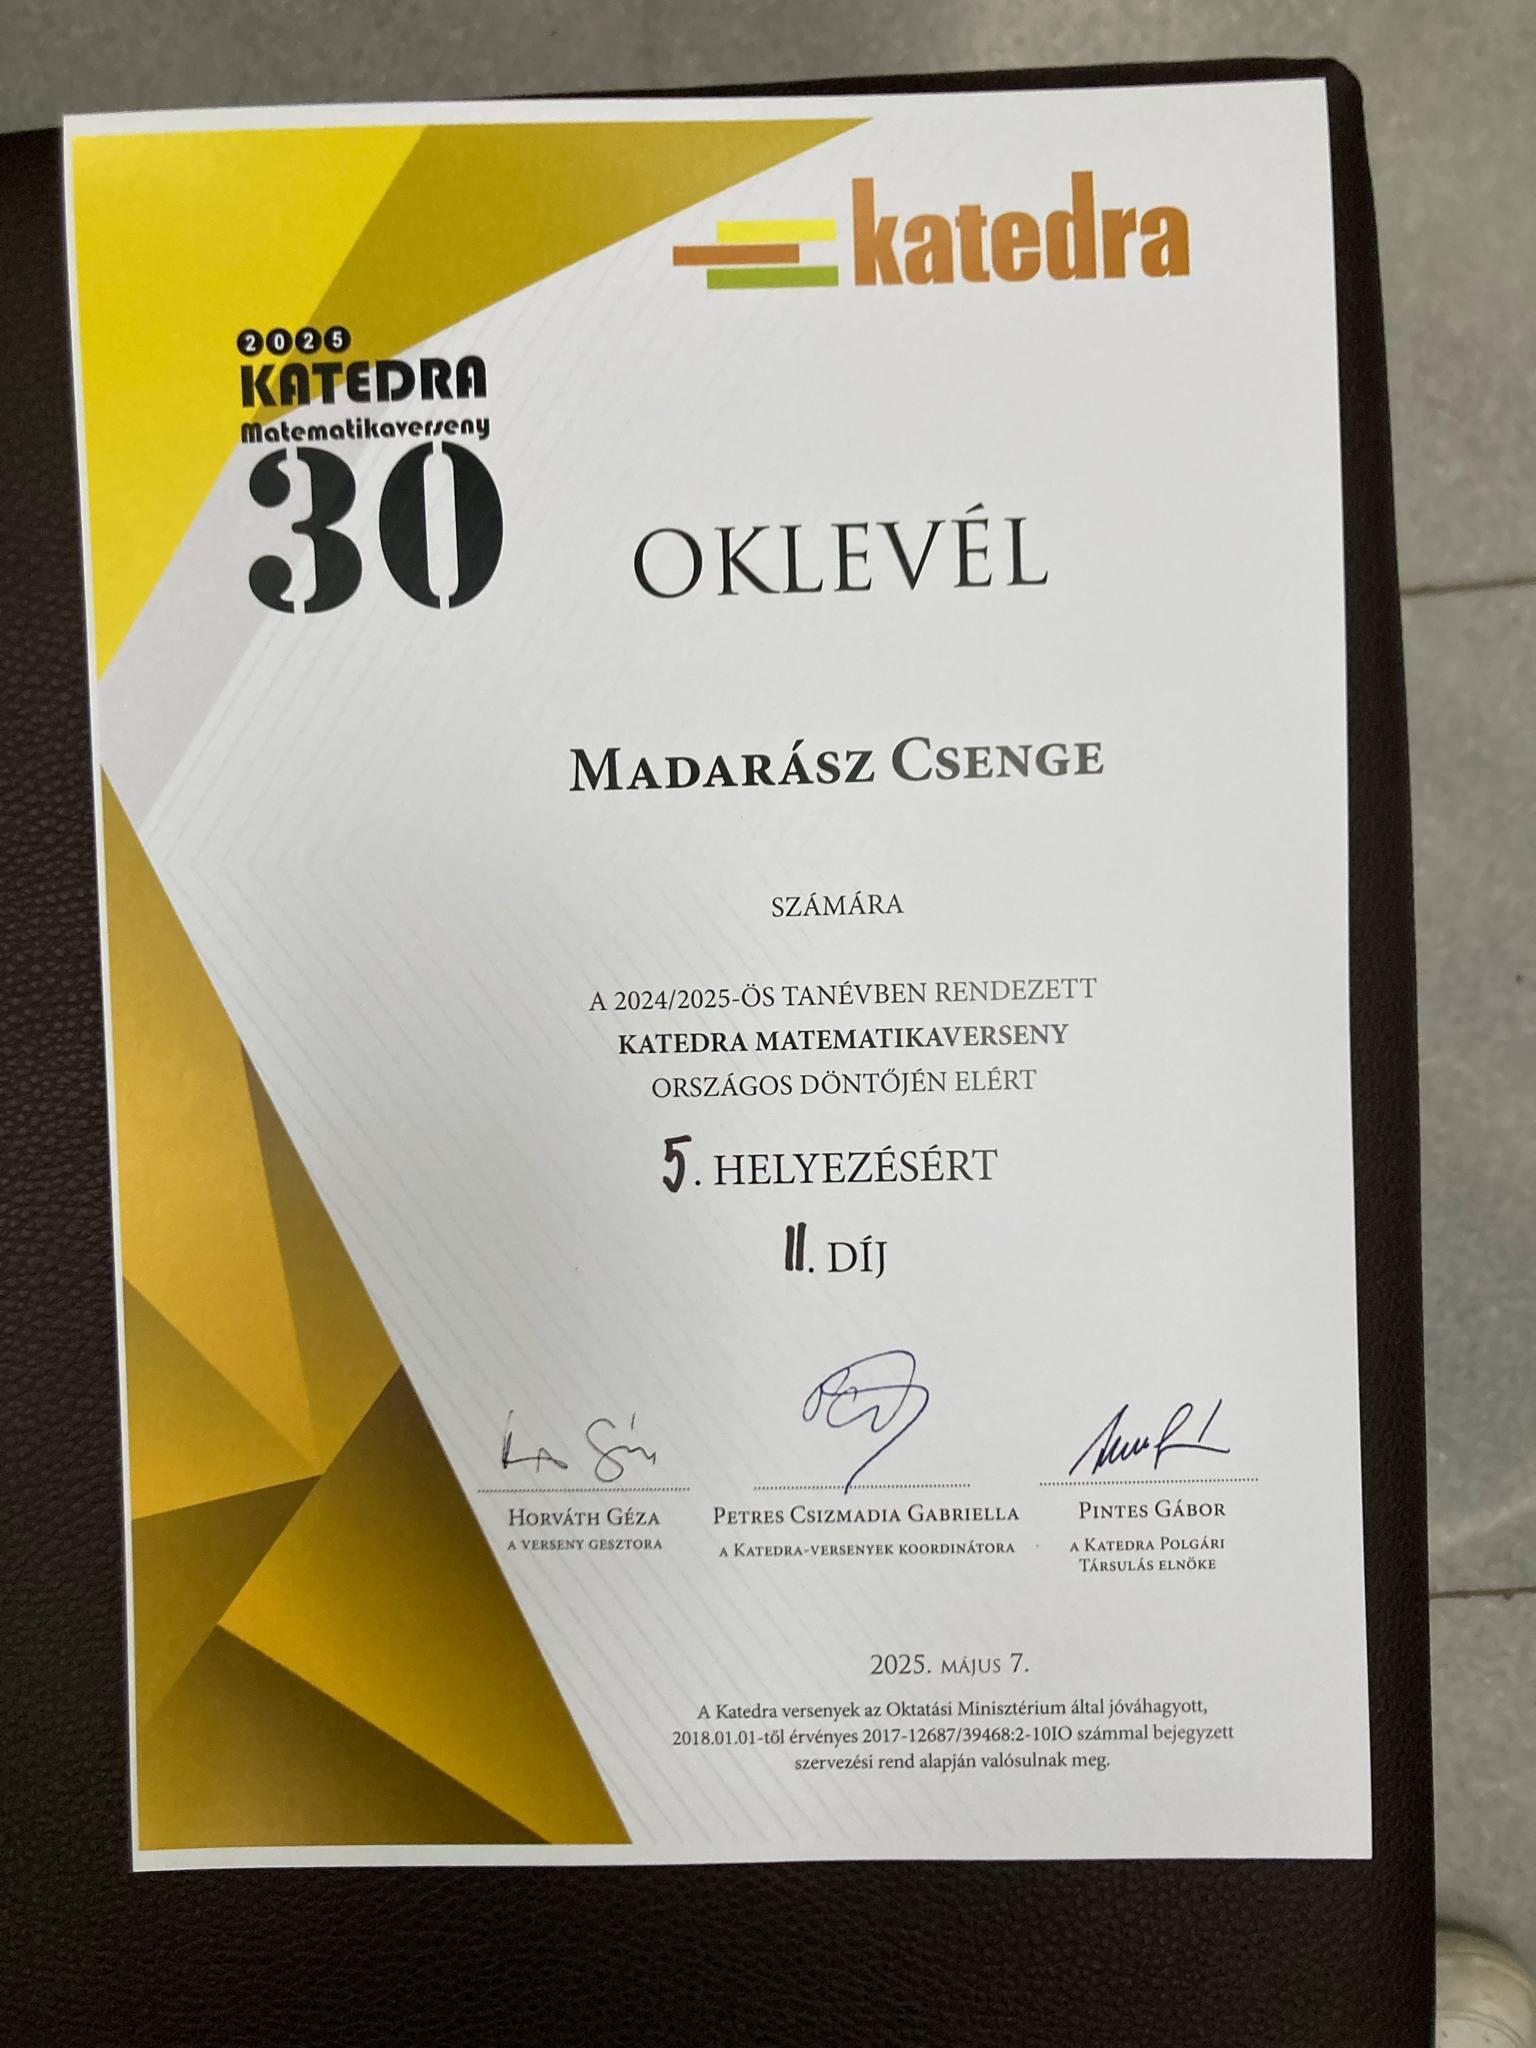 katedra
2025
KATEDRA
Matematikaverseny
30
OKLEVÉL
MADARÁSZ CSENGE
SZÁMÁRA
A 2024/2025-ÖS TANÉVBEN RENDEZETT
KATEDRA MATEMATIKAVERSENY
ORSZÁGOS DÖNTŐJÉN ELÉRT
5. HELYEZÉSÉRT
II. DÍJ
HORVÁTH GÉZA
A VERSENY GESZTORA
PETRES CSIZMADIA GABRIELLA
A KATEDRA-VERSENYEK KOORDINÁTORA
PINTES GÁBOR
A KATEDRA POLGÁRI
TÁRSULÁS ELNÖKE
2025. MÁJUS 7.
A Katedra versenyek az Oktatási Minisztérium által jóváhagyott,
2018.01.01-től érvényes 2017-12687/39468:2-10IO számmal bejegyzett
szervezési rend alapján valósulnak meg.